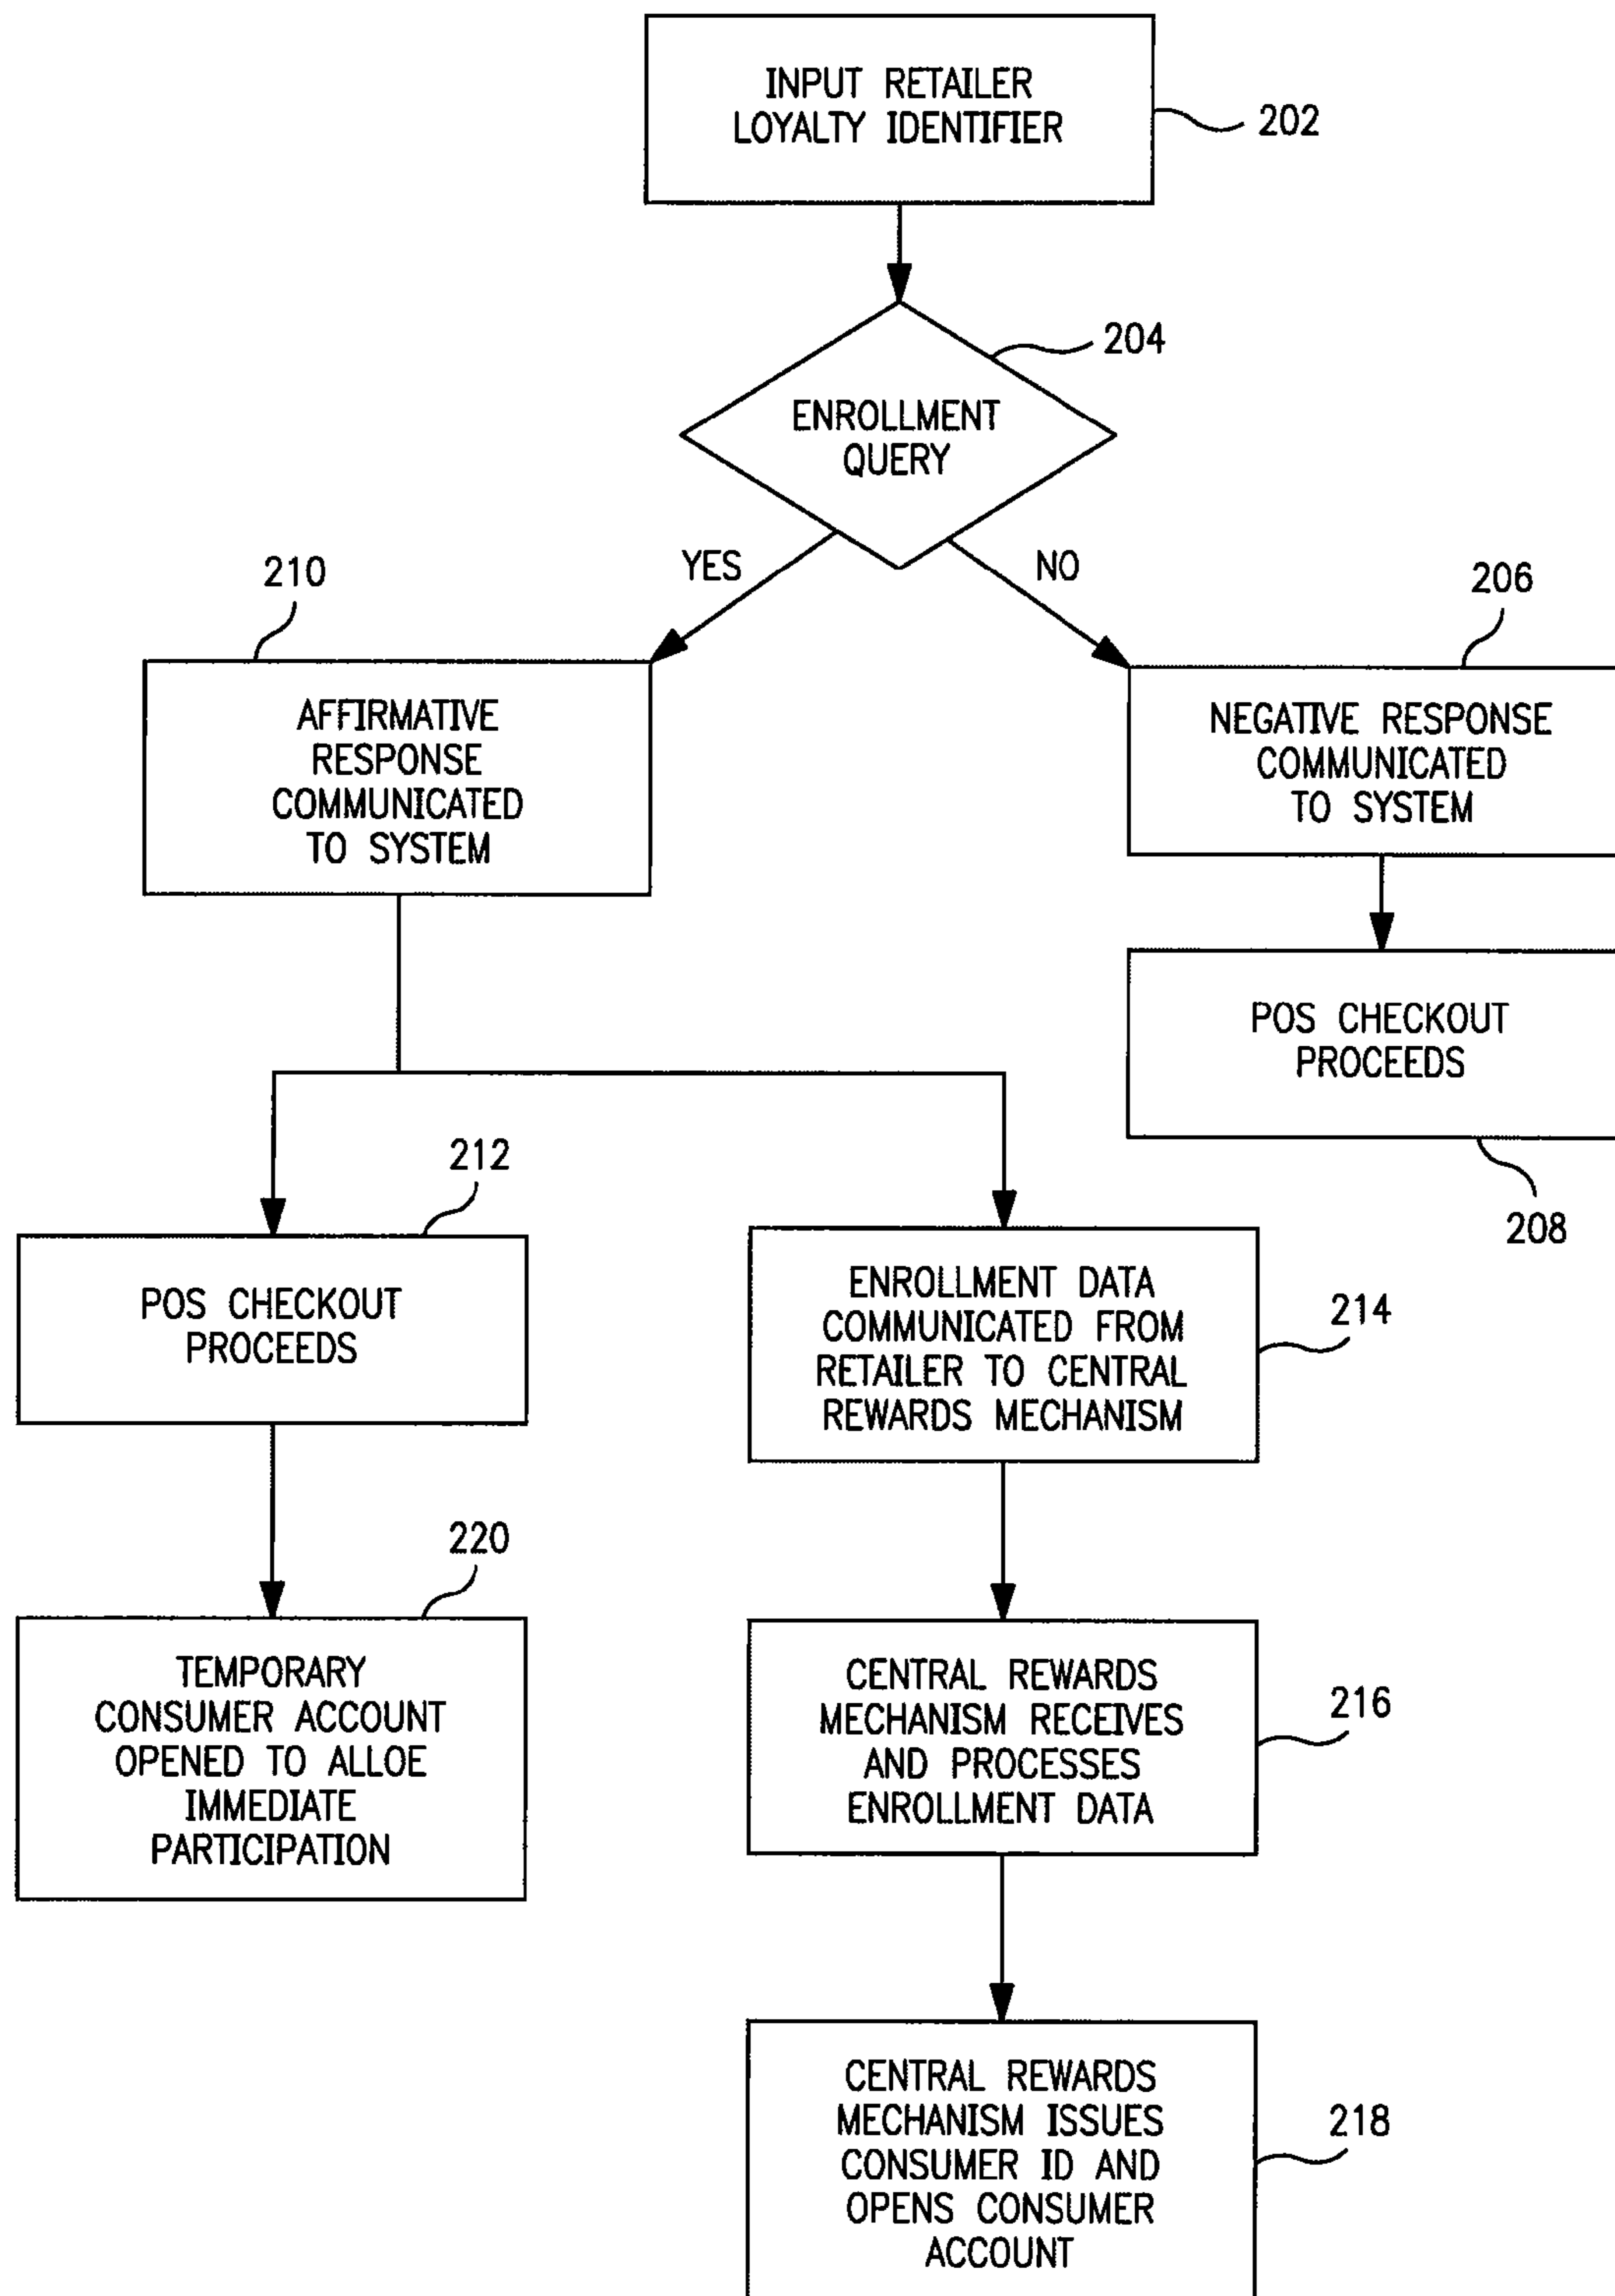 INPUT RETAILER
LOYALTY IDENTIFIER
202
204
ENROLLMENT
QUERY
YES
NO
210
206
AFFIRMATIVE
RESPONSE
COMMUNICATED
TO SYSTEM
NEGATIVE RESPONSE
COMMUNICATED
TO SYSTEM
POS CHECKOUT
PROCEEDS
208
212
POS CHECKOUT
PROCEEDS
ENROLLMENT DATA
COMMUNICATED FROM
RETAILER TO CENTRAL
REWARDS MECHANISM
214
220
TEMPORARY
CONSUMER ACCOUNT
OPENED TO ALLOE
IMMEDIATE
PARTICIPATION
CENTRAL REWARDS
MECHANISM RECEIVES
AND PROCESSES
ENROLLMENT DATA
216
CENTRAL REWARDS
MECHANISM ISSUES
CONSUMER ID AND
OPENS CONSUMER
ACCOUNT
218